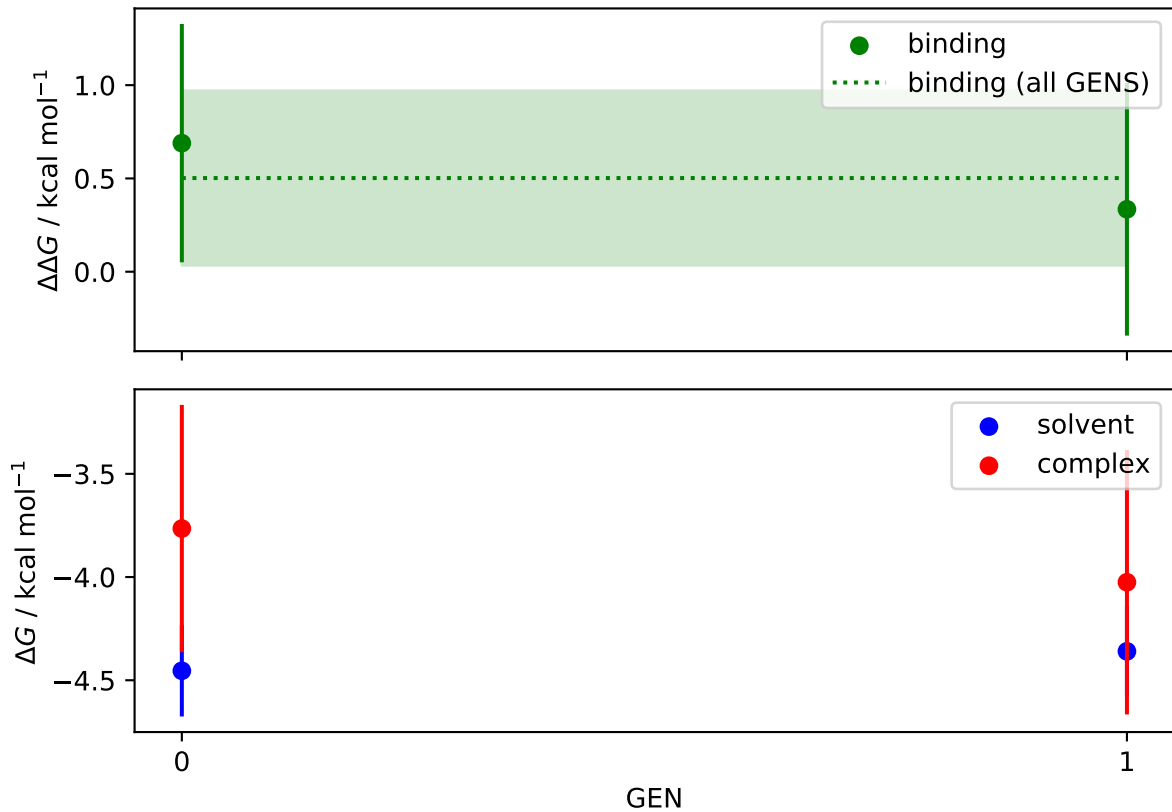 binding
binding (all GENS)
1.0
0.5
0.0
ΔΔG / kcal mol⁻¹
solvent
complex
−3.5
−4.0
−4.5
ΔG / kcal mol⁻¹
0
1
GEN